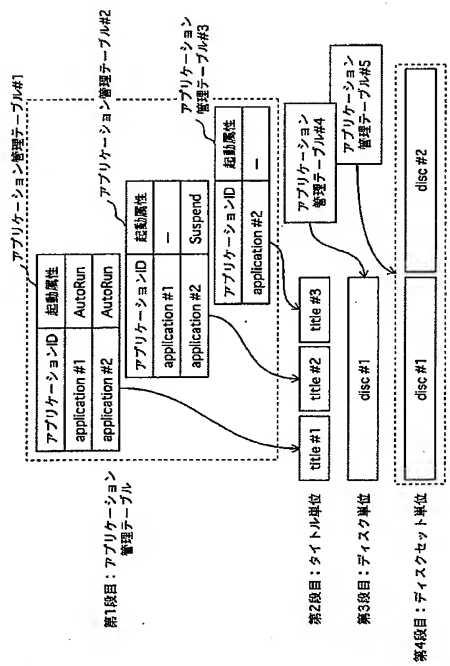 アプリケーション管理テーブル#1
アプリケーション管理テーブル#2
アプリケーション
管理テーブル#3
第1段目：アプリケーション
管理テーブル
アプリケーションID 起動属性
application #1 AutoRun
application #2 AutoRun
アプリケーションID 起動属性
application #1 —
application #2 Suspend
アプリケーションID 起動属性
application #2 —
第2段目：タイトル単位
title #1 title #2 title #3
アプリケーション
管理テーブル#4
アプリケーション
管理テーブル#5
第3段目：ディスク単位
disc #1
第4段目：ディスクセット単位
disc #1 disc #2